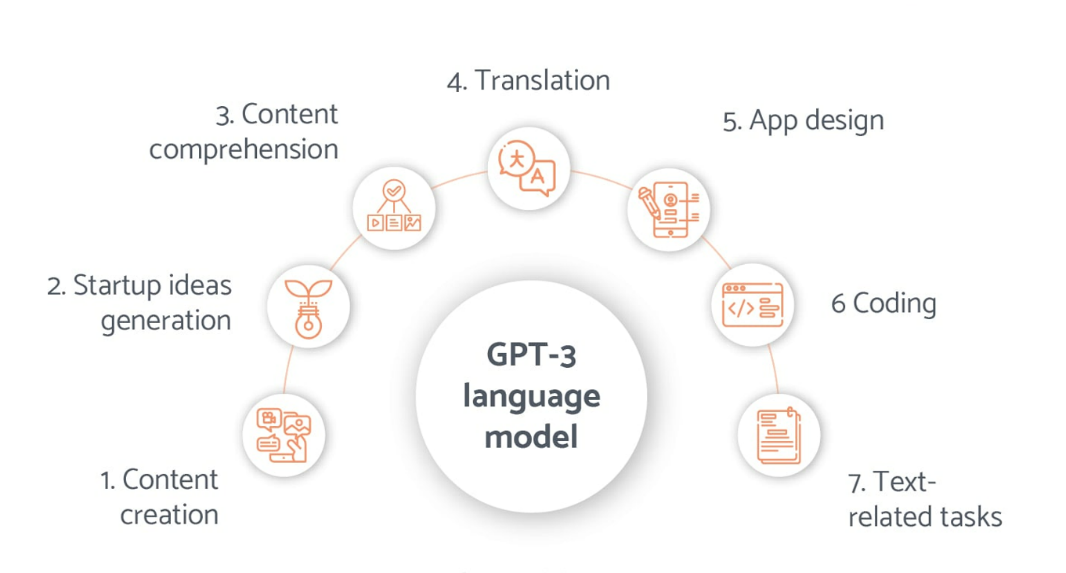 4. Translation
3. Content
comprehension
5. App design
大
A
2. Startup ideas
generation
6 Coding
</>
GPT-3
language
model
1. Content
creation
7. Text-
related tasks